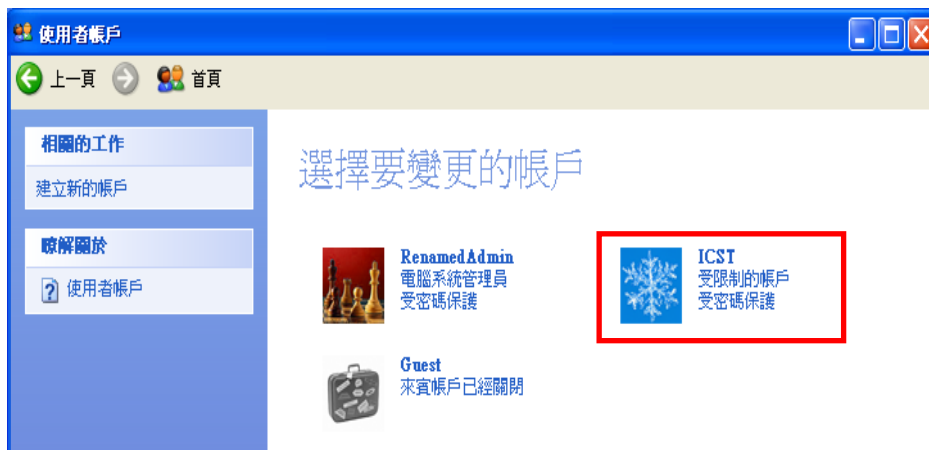 使用者帳戶
上一頁 首頁
相關的工作
建立新的帳戶
瞭解關於
使用者帳戶
選擇要變更的帳戶
RenamedAdmin
電腦系統管理員
受密碼保護
ICST
受限制的帳戶
受密碼保護
Guest
來賓帳戶已經關閉